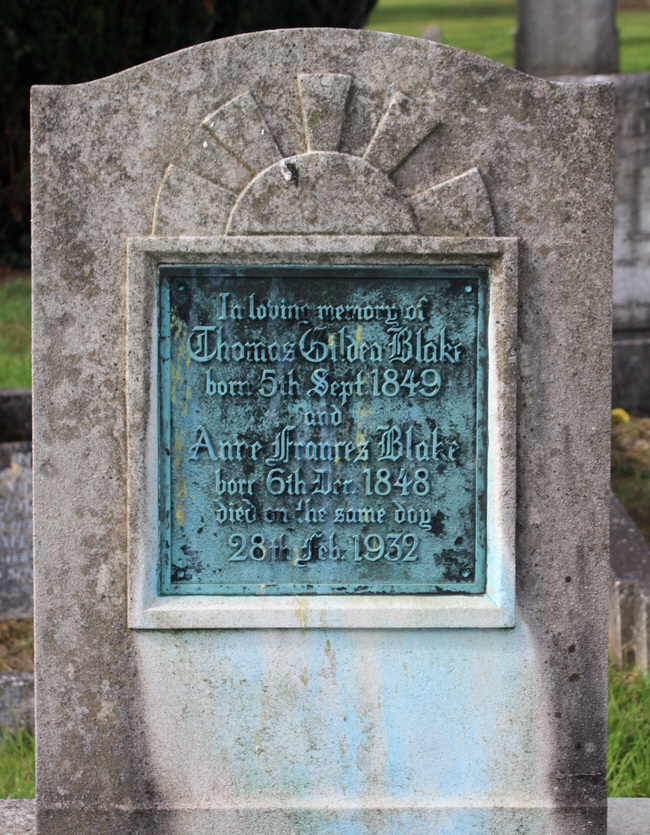 In loving memory of
Thomas Gildea Blake
born 5th Sept. 1849
and
Anne Frances Blake
born 6th Dec. 1848
died on the same day
28th Feb. 1932